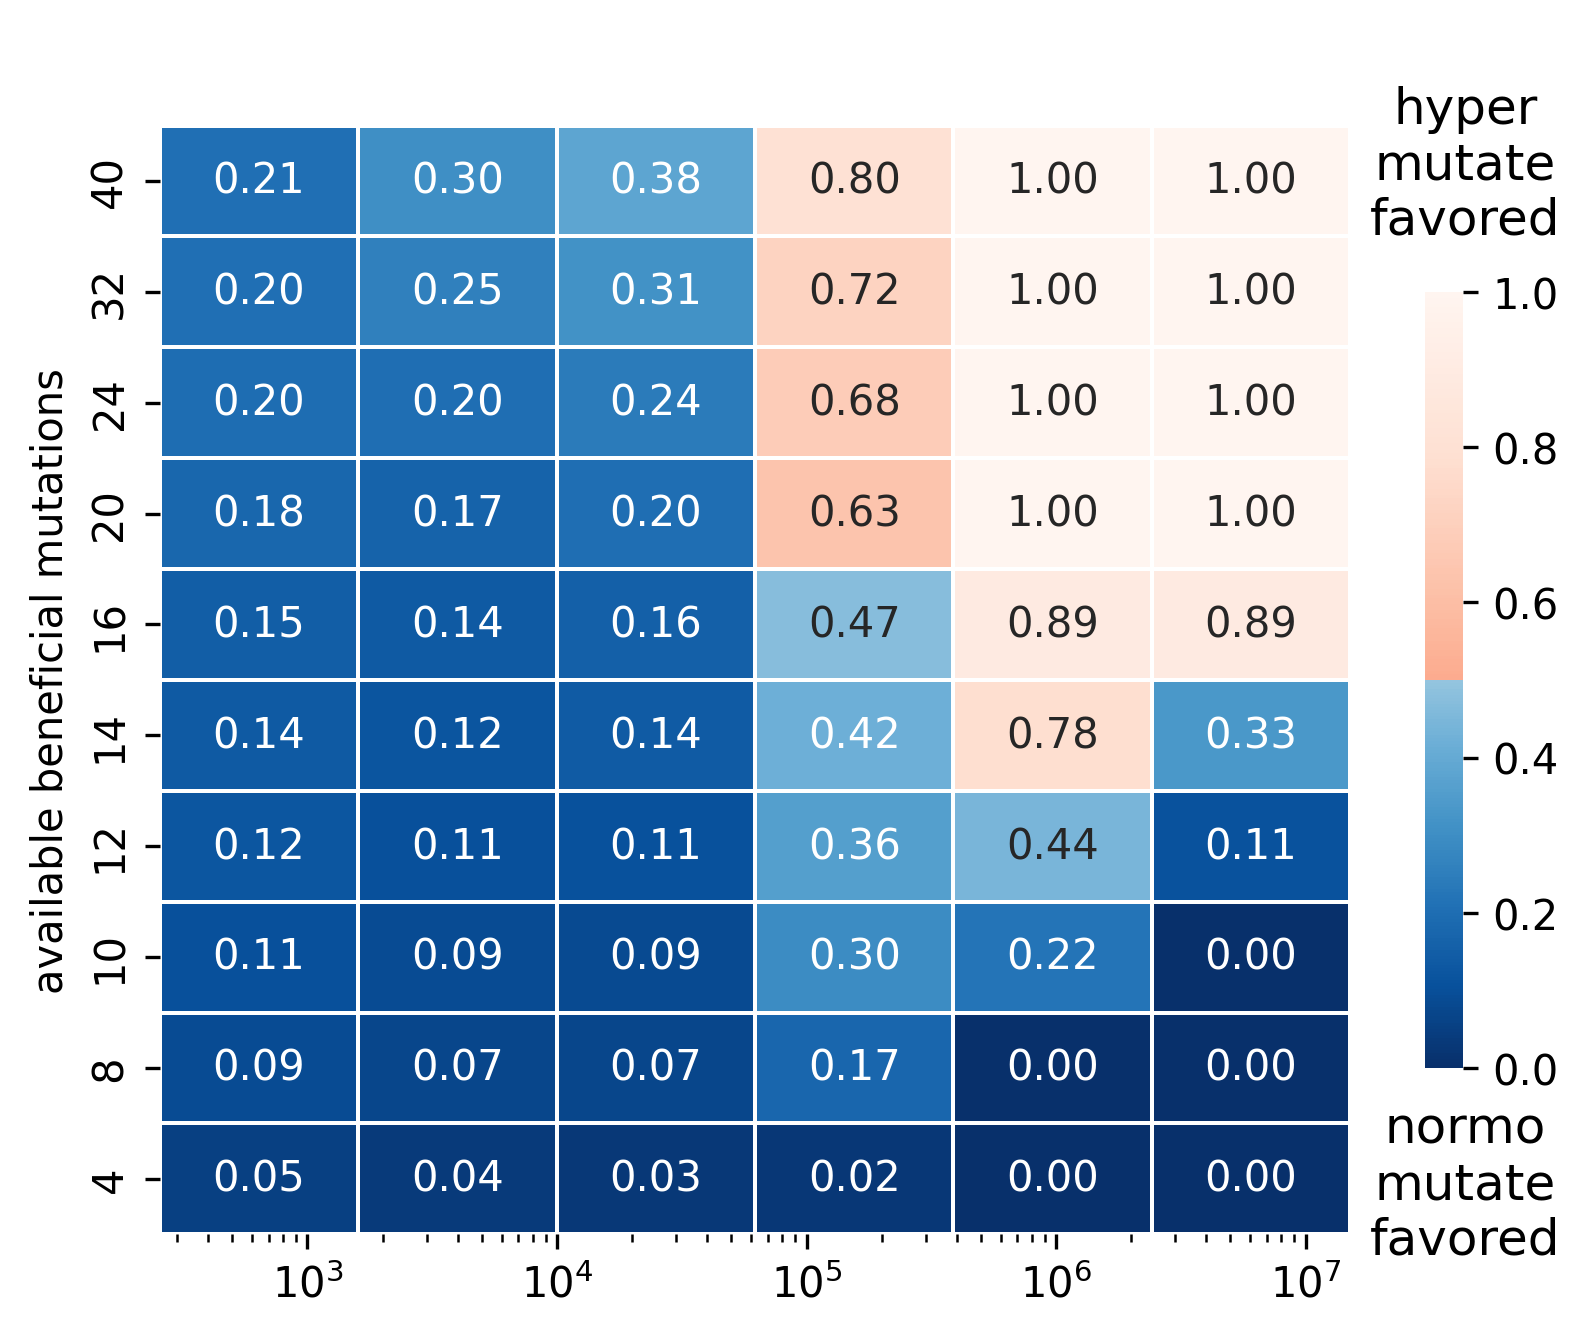 hyper
mutate
favored
available beneficial mutations
40 0.21 0.30 0.38 0.80 1.00 1.00
32 0.20 0.25 0.31 0.72 1.00 1.00
24 0.20 0.20 0.24 0.68 1.00 1.00
20 0.18 0.17 0.20 0.63 1.00 1.00
16 0.15 0.14 0.16 0.47 0.89 0.89
14 0.14 0.12 0.14 0.42 0.78 0.33
12 0.12 0.11 0.11 0.36 0.44 0.11
10 0.11 0.09 0.09 0.30 0.22 0.00
8 0.09 0.07 0.07 0.17 0.00 0.00
4 0.05 0.04 0.03 0.02 0.00 0.00
10³ 10⁴ 10⁵ 10⁶ 10⁷
1.0
0.8
0.6
0.4
0.2
0.0
normo
mutate
favored